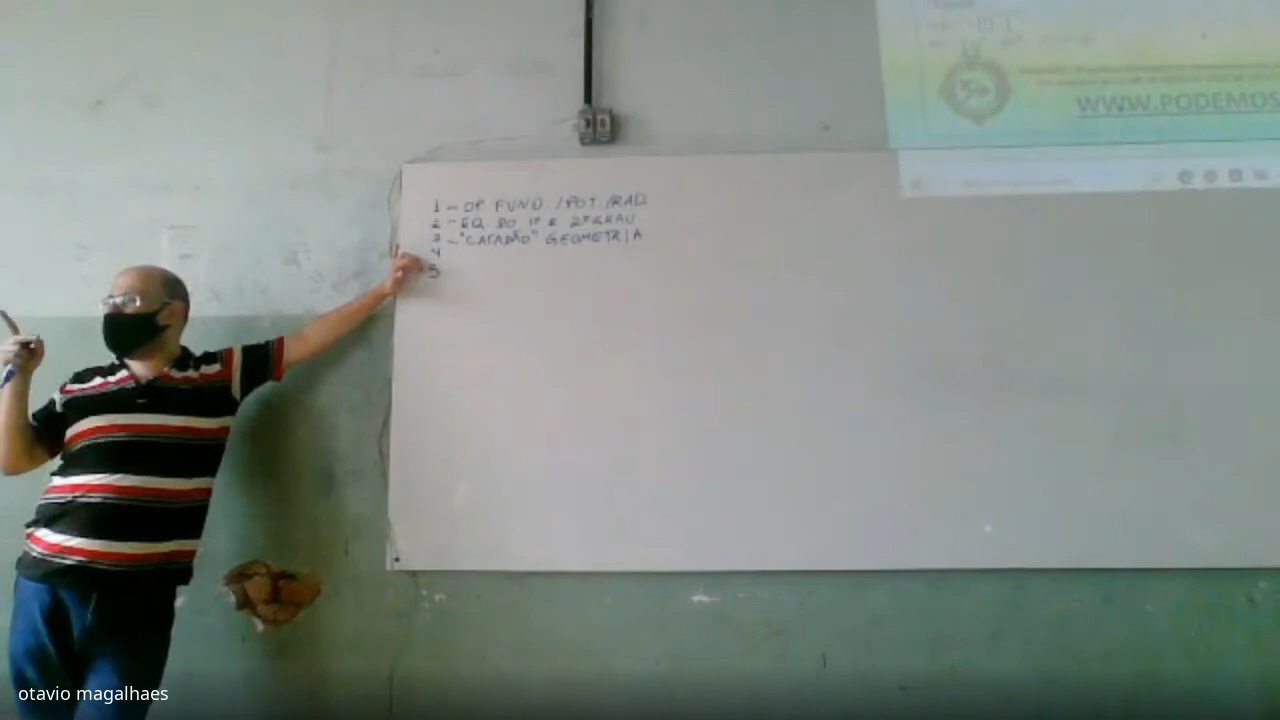 WWW.PODEMOS
1 - OP FUND / POT / RAD
2 - EQ DO 1º E 2º GRAU
3 - "CATADÃO" GEOMETRIA
4
5
otavio magalhaes